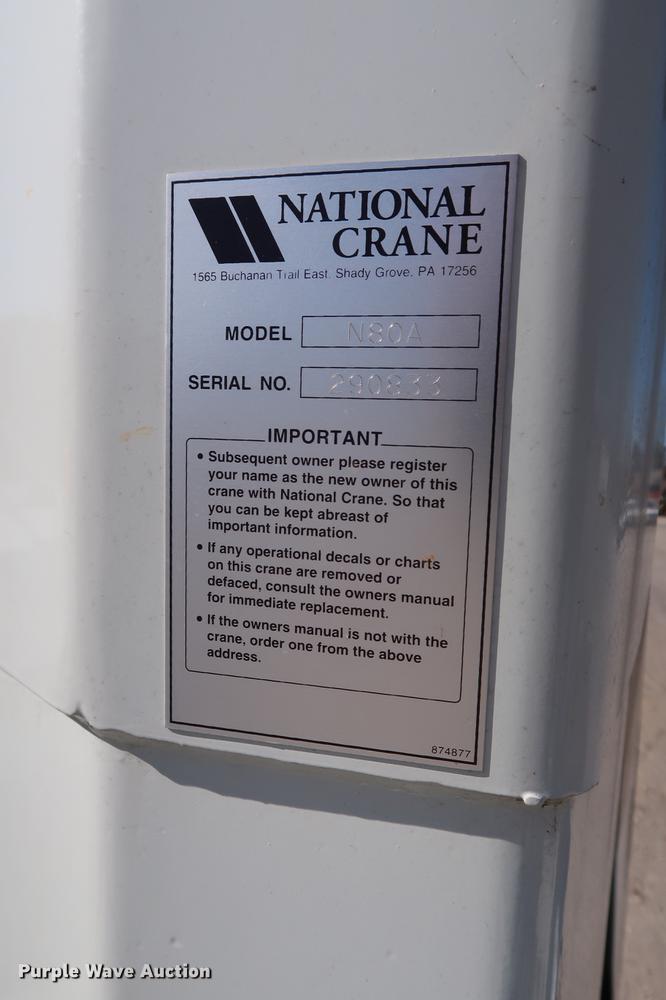 NATIONAL
CRANE
1565 Buchanan Trail East. Shady Grove. PA 17256
MODEL N80A
SERIAL NO. 290833
IMPORTANT
• Subsequent owner please register
your name as the new owner of this
crane with National Crane. So that
you can be kept abreast of
important information.
• If any operational decals or charts
on this crane are removed or
defaced, consult the owners manual
for immediate replacement.
• If the owners manual is not with the
crane, order one from the above
address.
874877
Purple Wave Auction